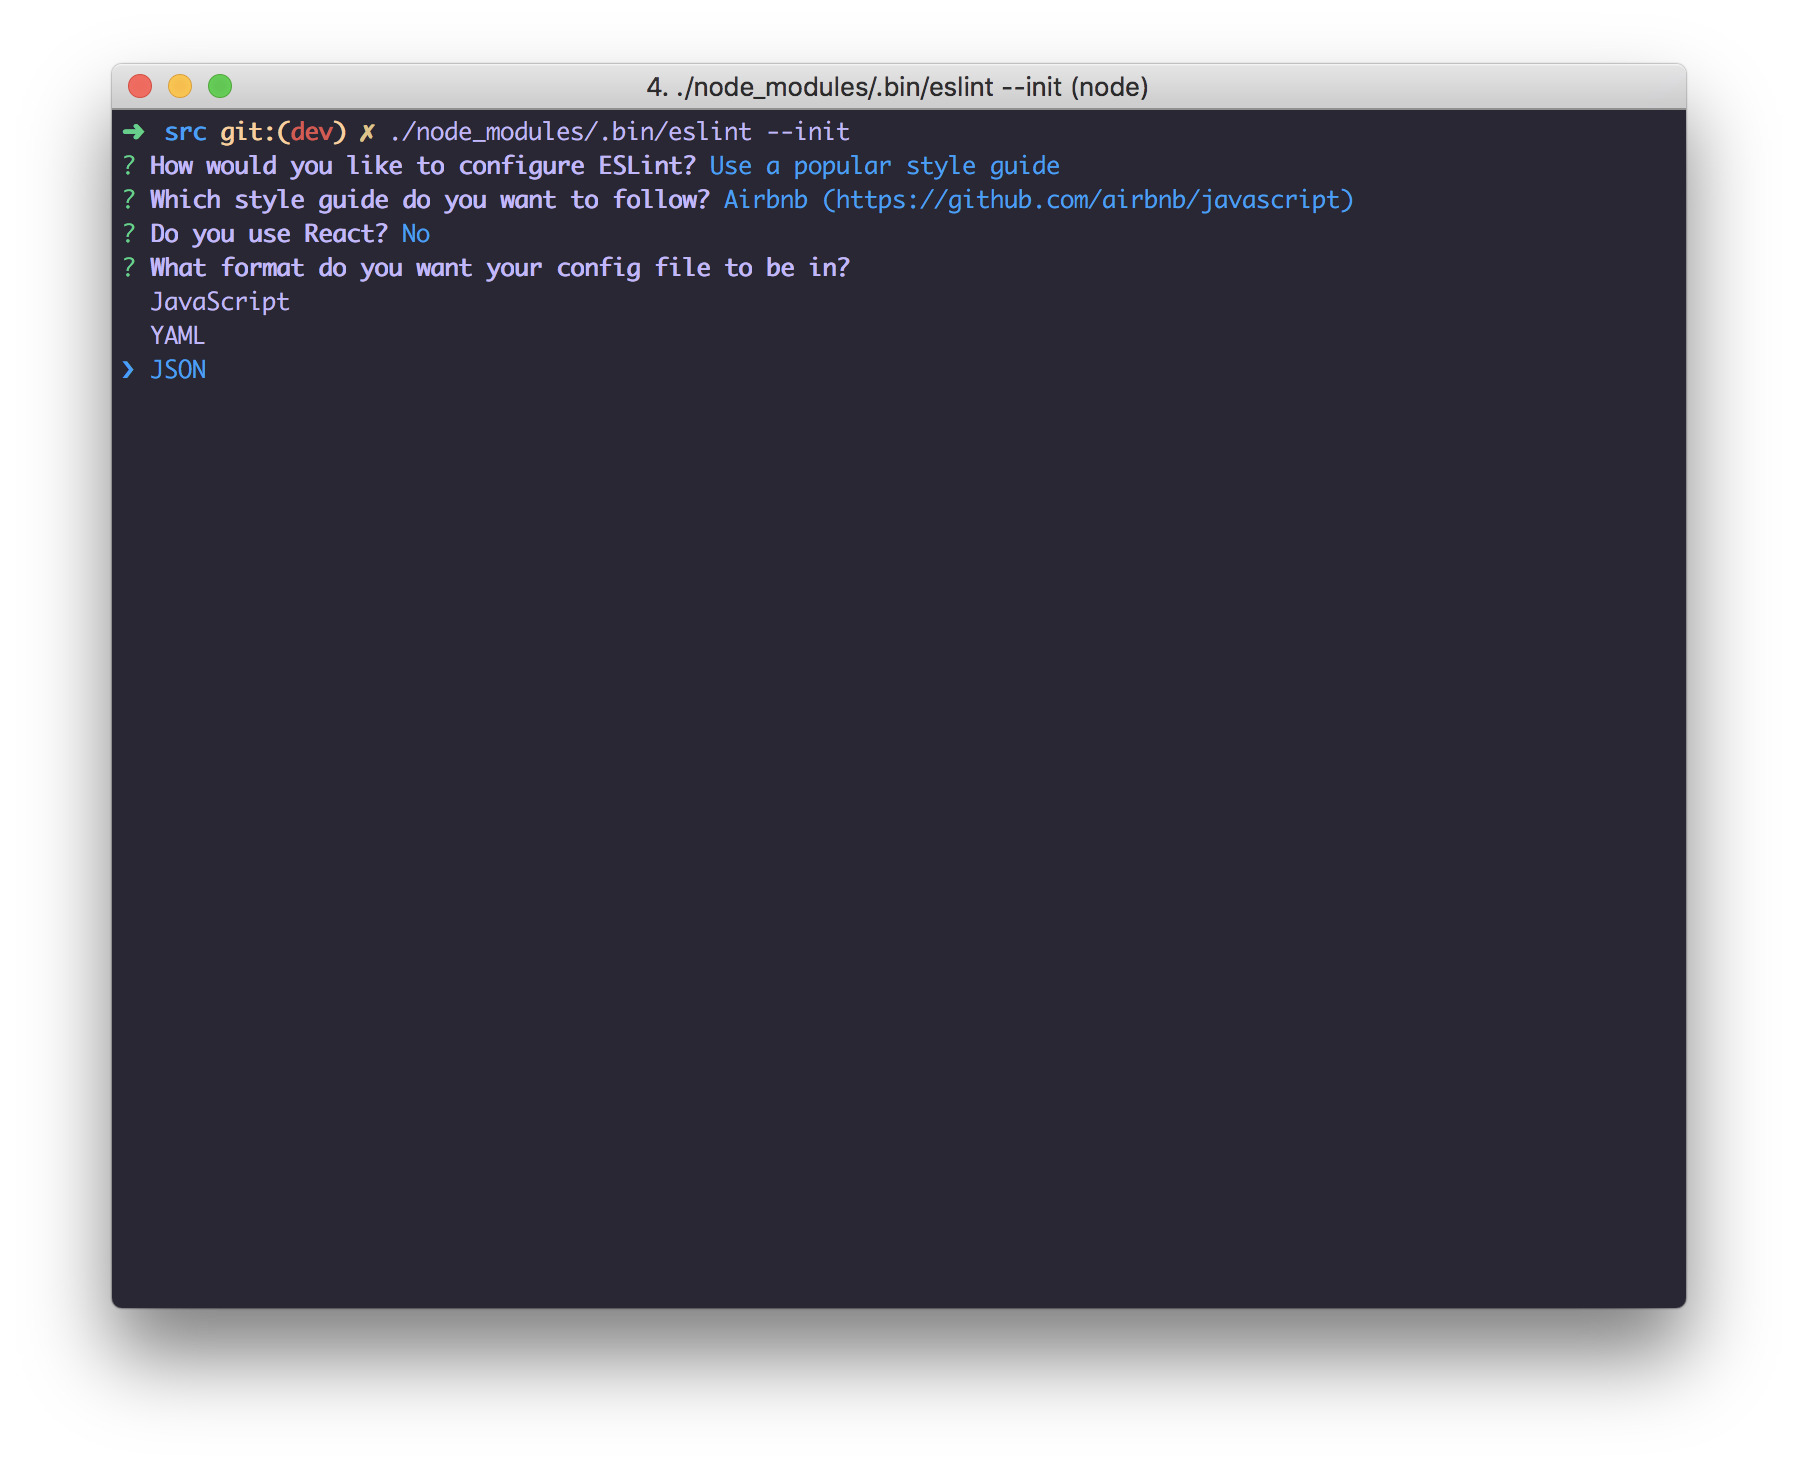 4. ./node_modules/.bin/eslint --init (node)
➜ src git:(dev) ✗ ./node_modules/.bin/eslint --init
? How would you like to configure ESLint? Use a popular style guide
? Which style guide do you want to follow? Airbnb (https://github.com/airbnb/javascript)
? Do you use React? No
? What format do you want your config file to be in?
JavaScript
YAML
❯ JSON